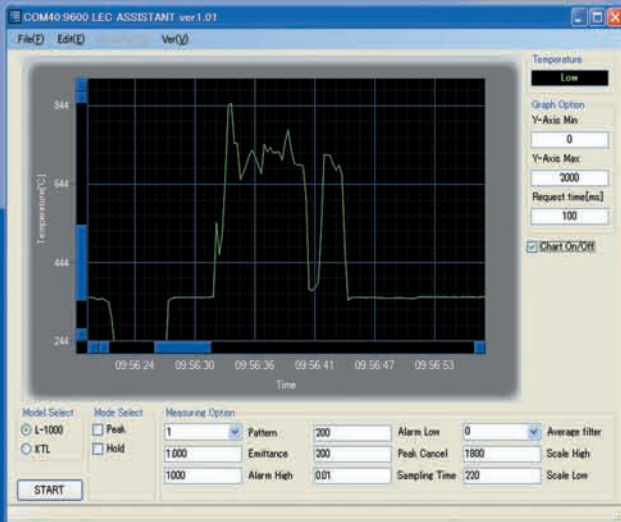 COM40:9600 LEC ASSISTANT ver1.01
File(F) Edit(E) Ver(V)
Temperature
Low
Graph Option
Y-Axis Min
0
Y-Axis Max
2000
Request time[ms]
100
Chart On/Off
Temperature[°C]
844
644
444
244
09:56:24 09:56:30 09:56:36 09:56:41 09:56:47 09:56:53
Time
Model Select
L-1000
KTL
START
Mode Select
Peak
Hold
Measuring Option
1 Pattern 200 Alarm Low 0 Average filter
1.000 Emittance 200 Peak Cancel 1800 Scale High
1000 Alarm High 0.01 Sampling Time 220 Scale Low